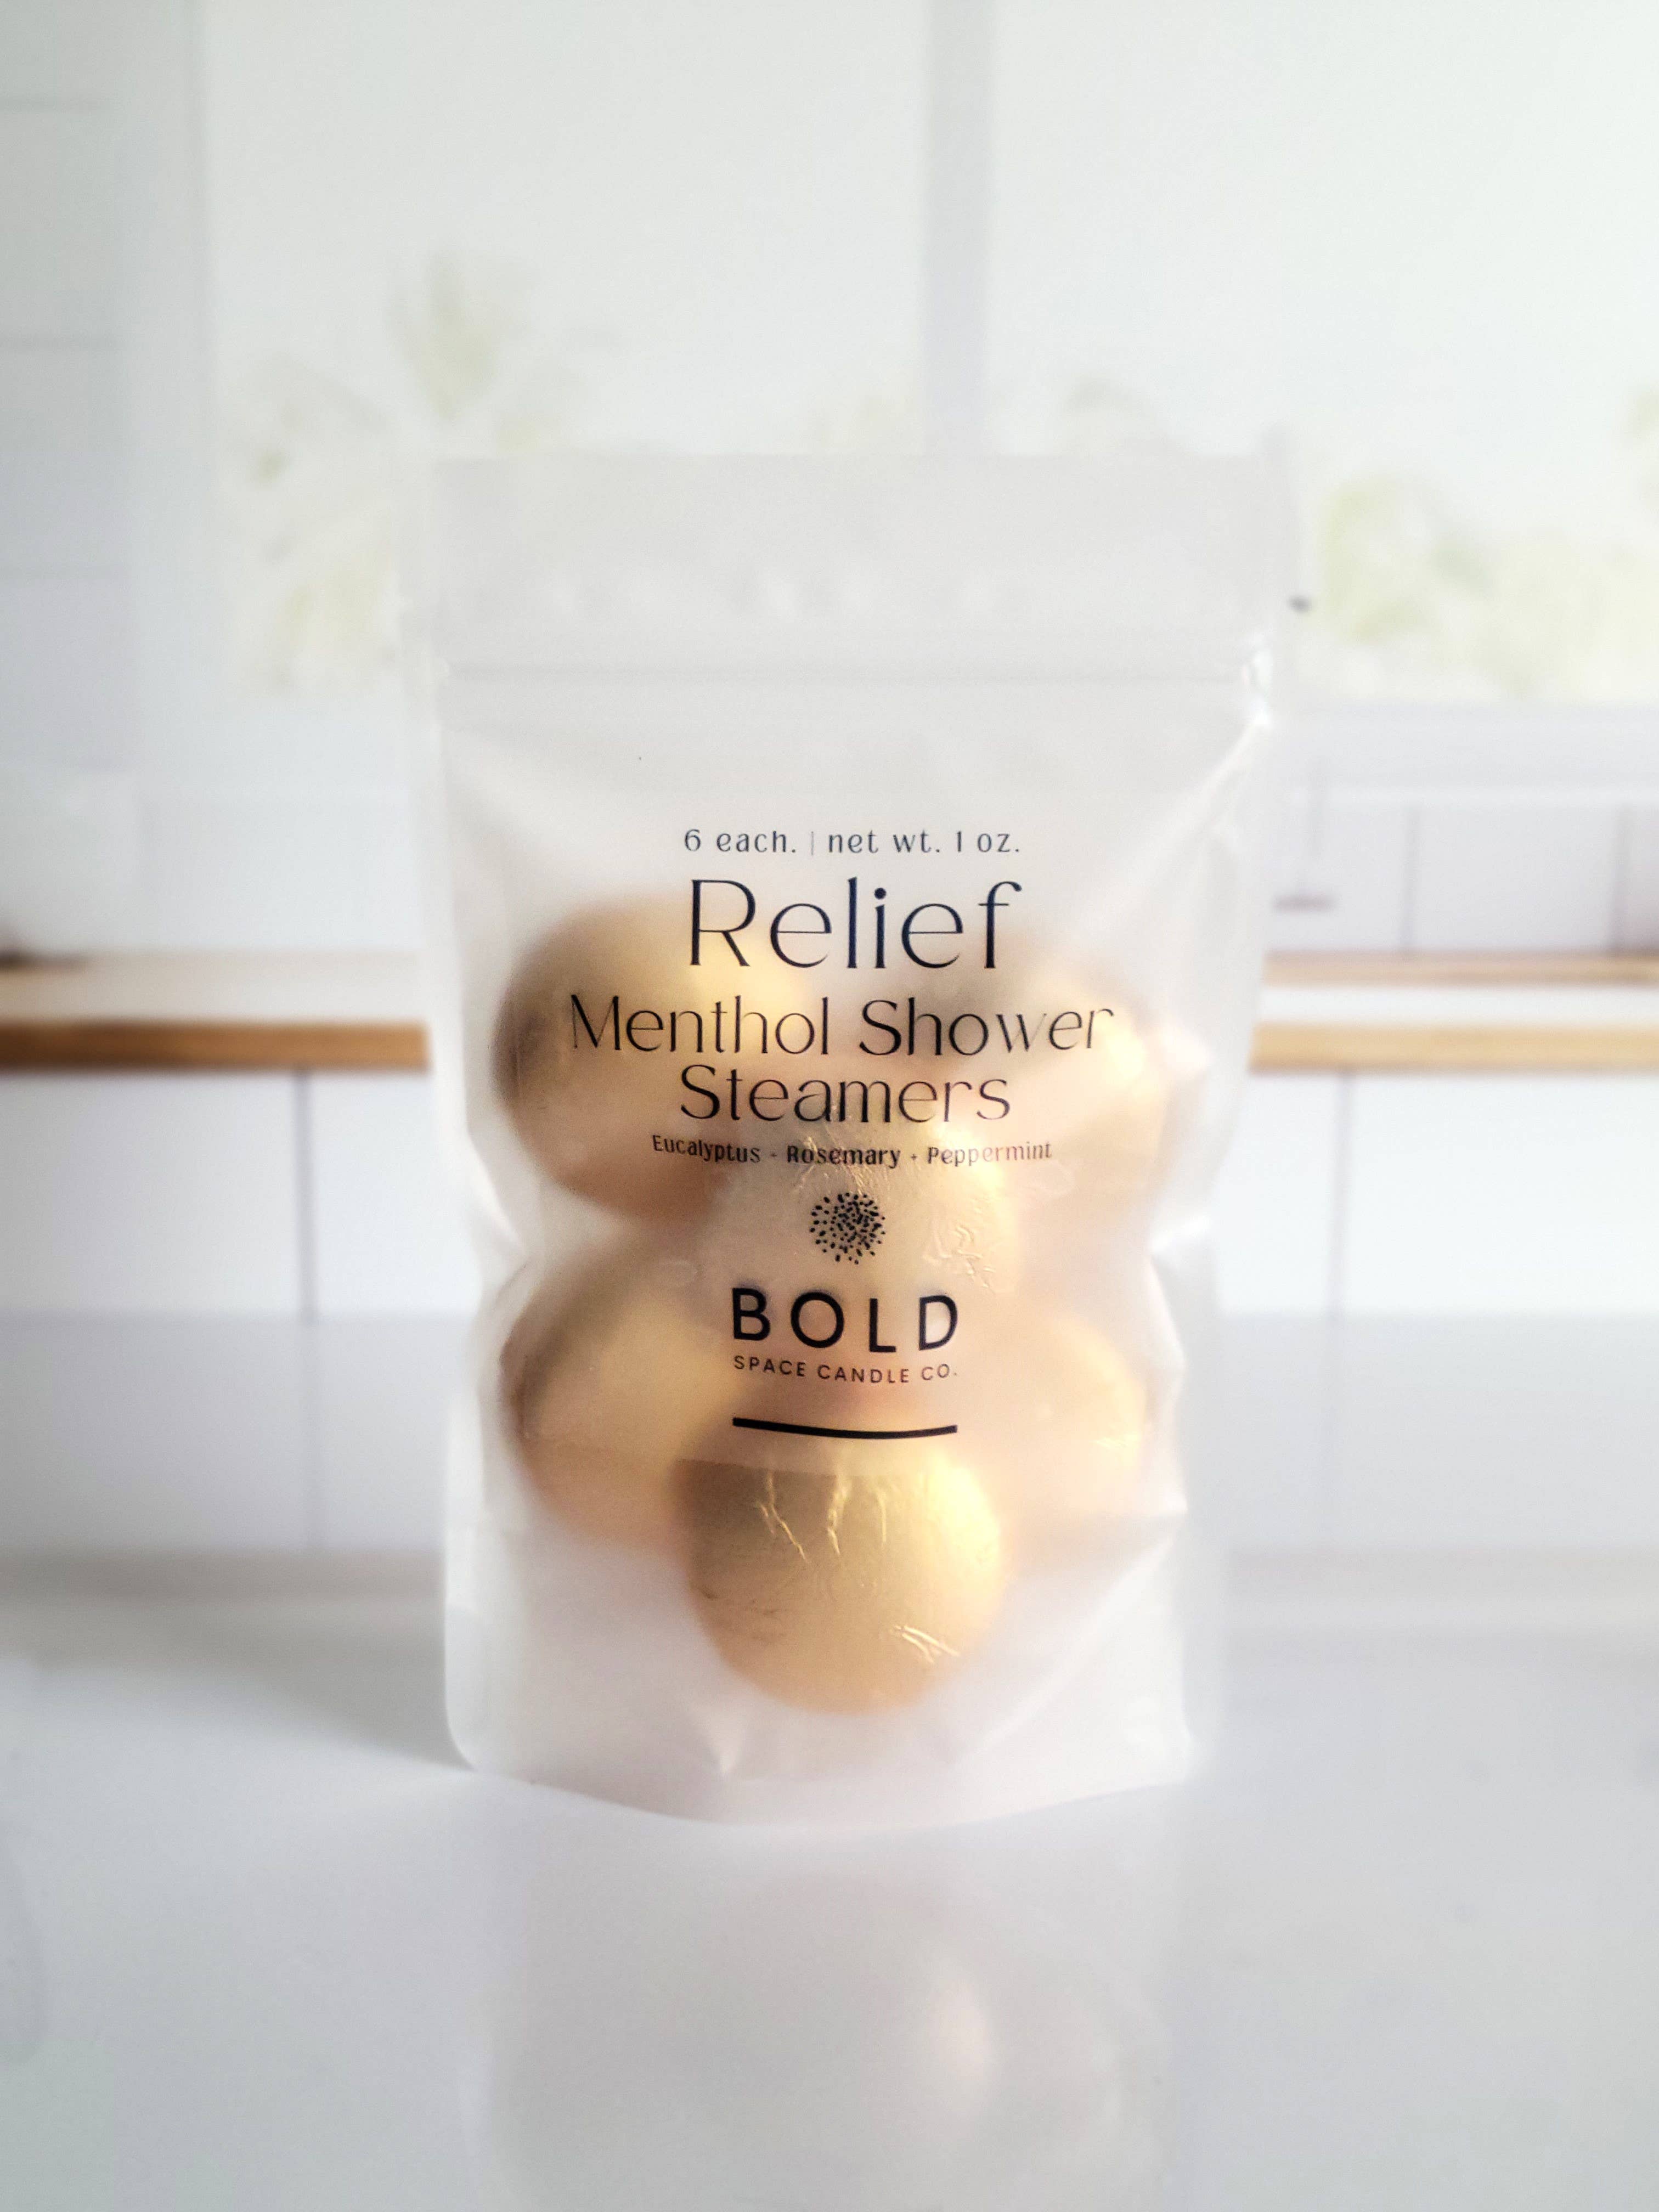 6 each. | net wt. 1 oz.
Relief
Menthol Shower
Steamers
Eucalyptus + Rosemary + Peppermint
BOLD
SPACE CANDLE CO.